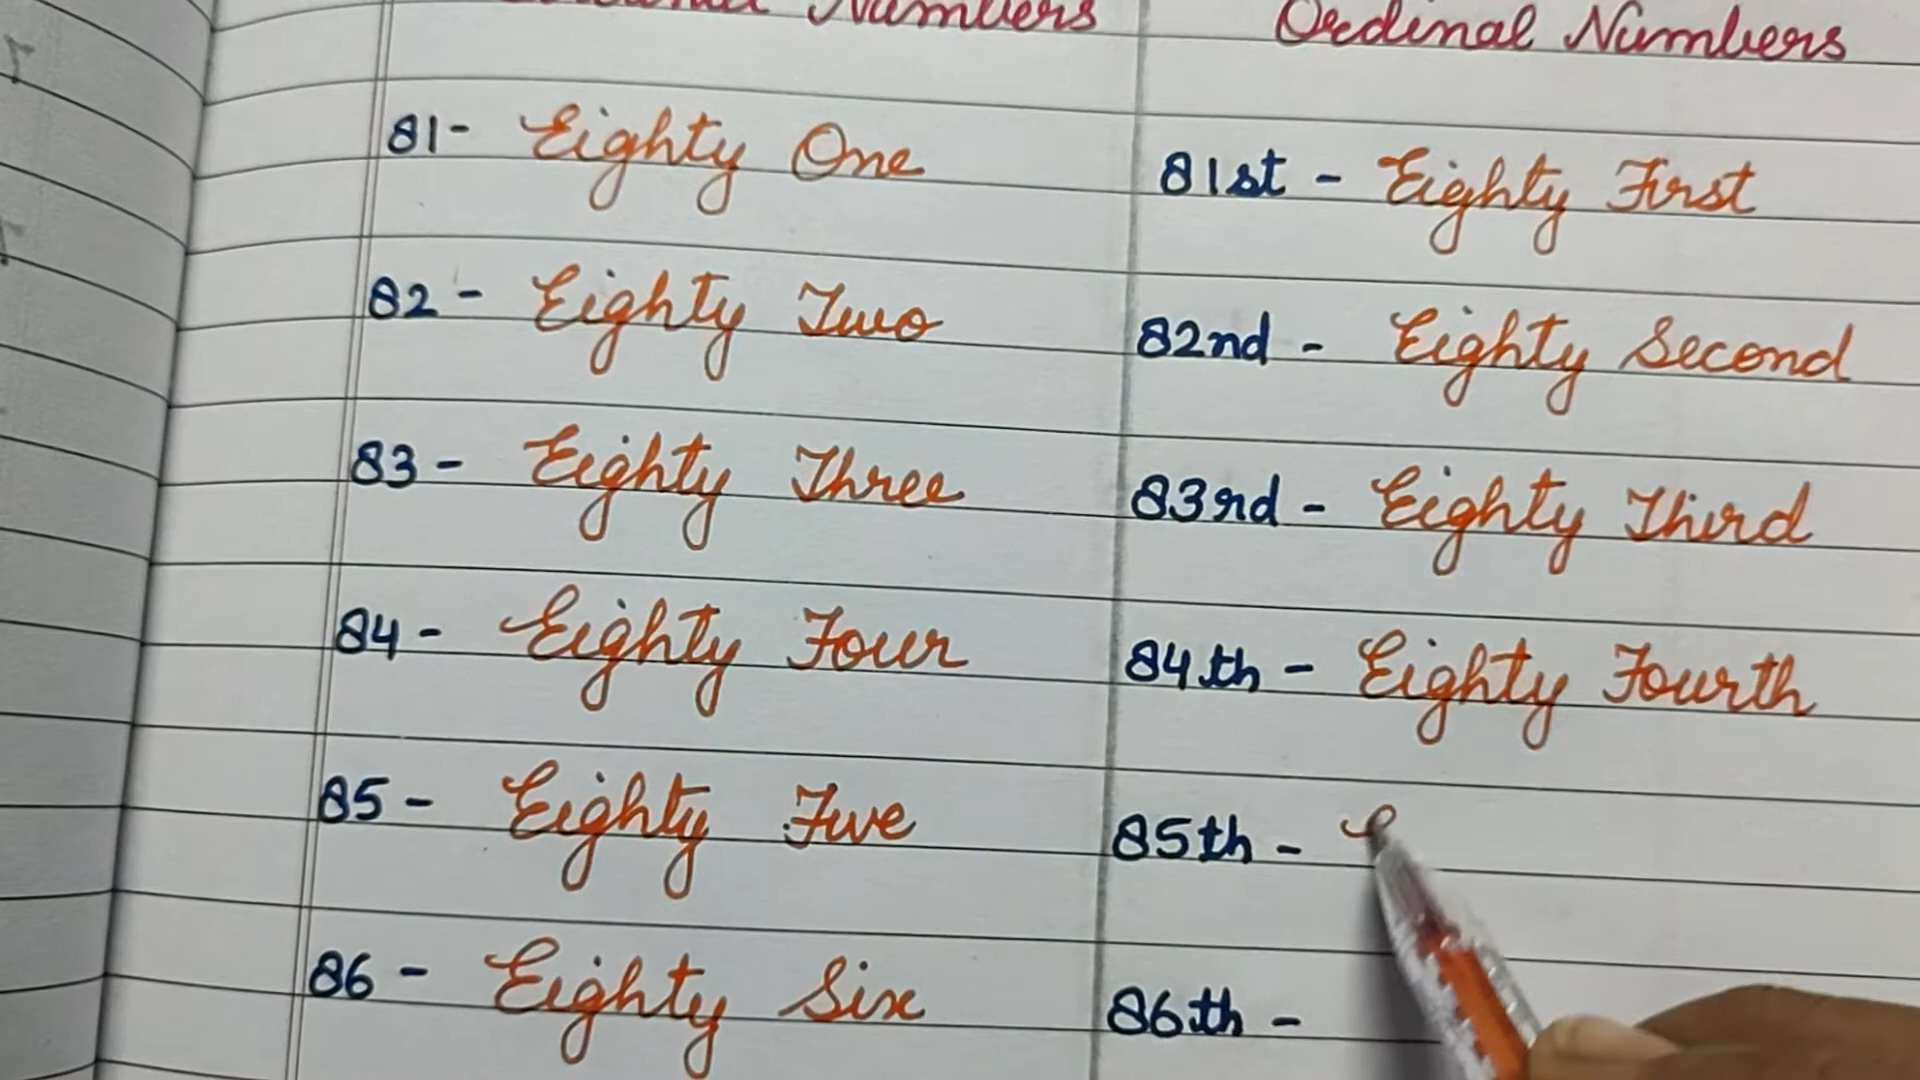 Numbers Ordinal Numbers
81- Eighty One 81st - Eighty First
82 - Eighty Two 82nd - Eighty Second
83 - Eighty Three 83rd - Eighty Third
84 - Eighty Four 84th - Eighty Fourth
85 - Eighty Five 85th -
86 - Eighty Six 86th -